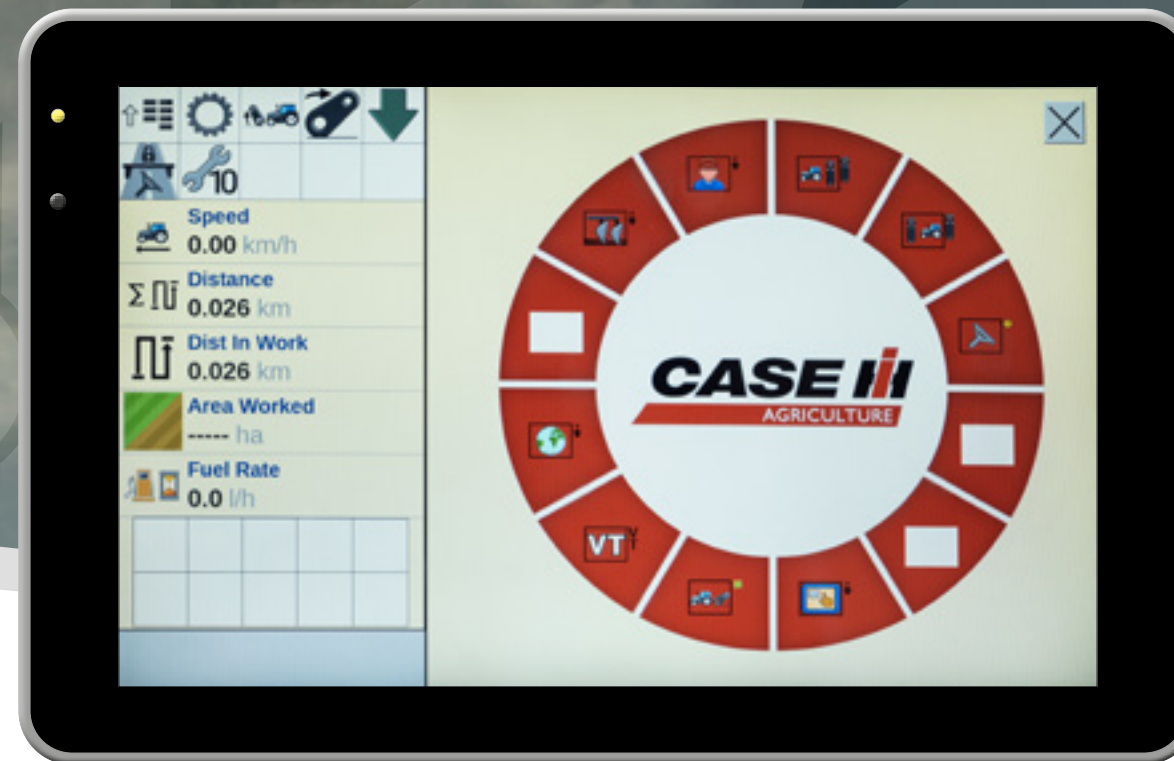 10
Speed
0.00 km/h
Distance
Σ 0.026 km
Dist In Work
0.026 km
Area Worked
----- ha
Fuel Rate
0.0 l/h
CASE IH
AGRICULTURE
VT